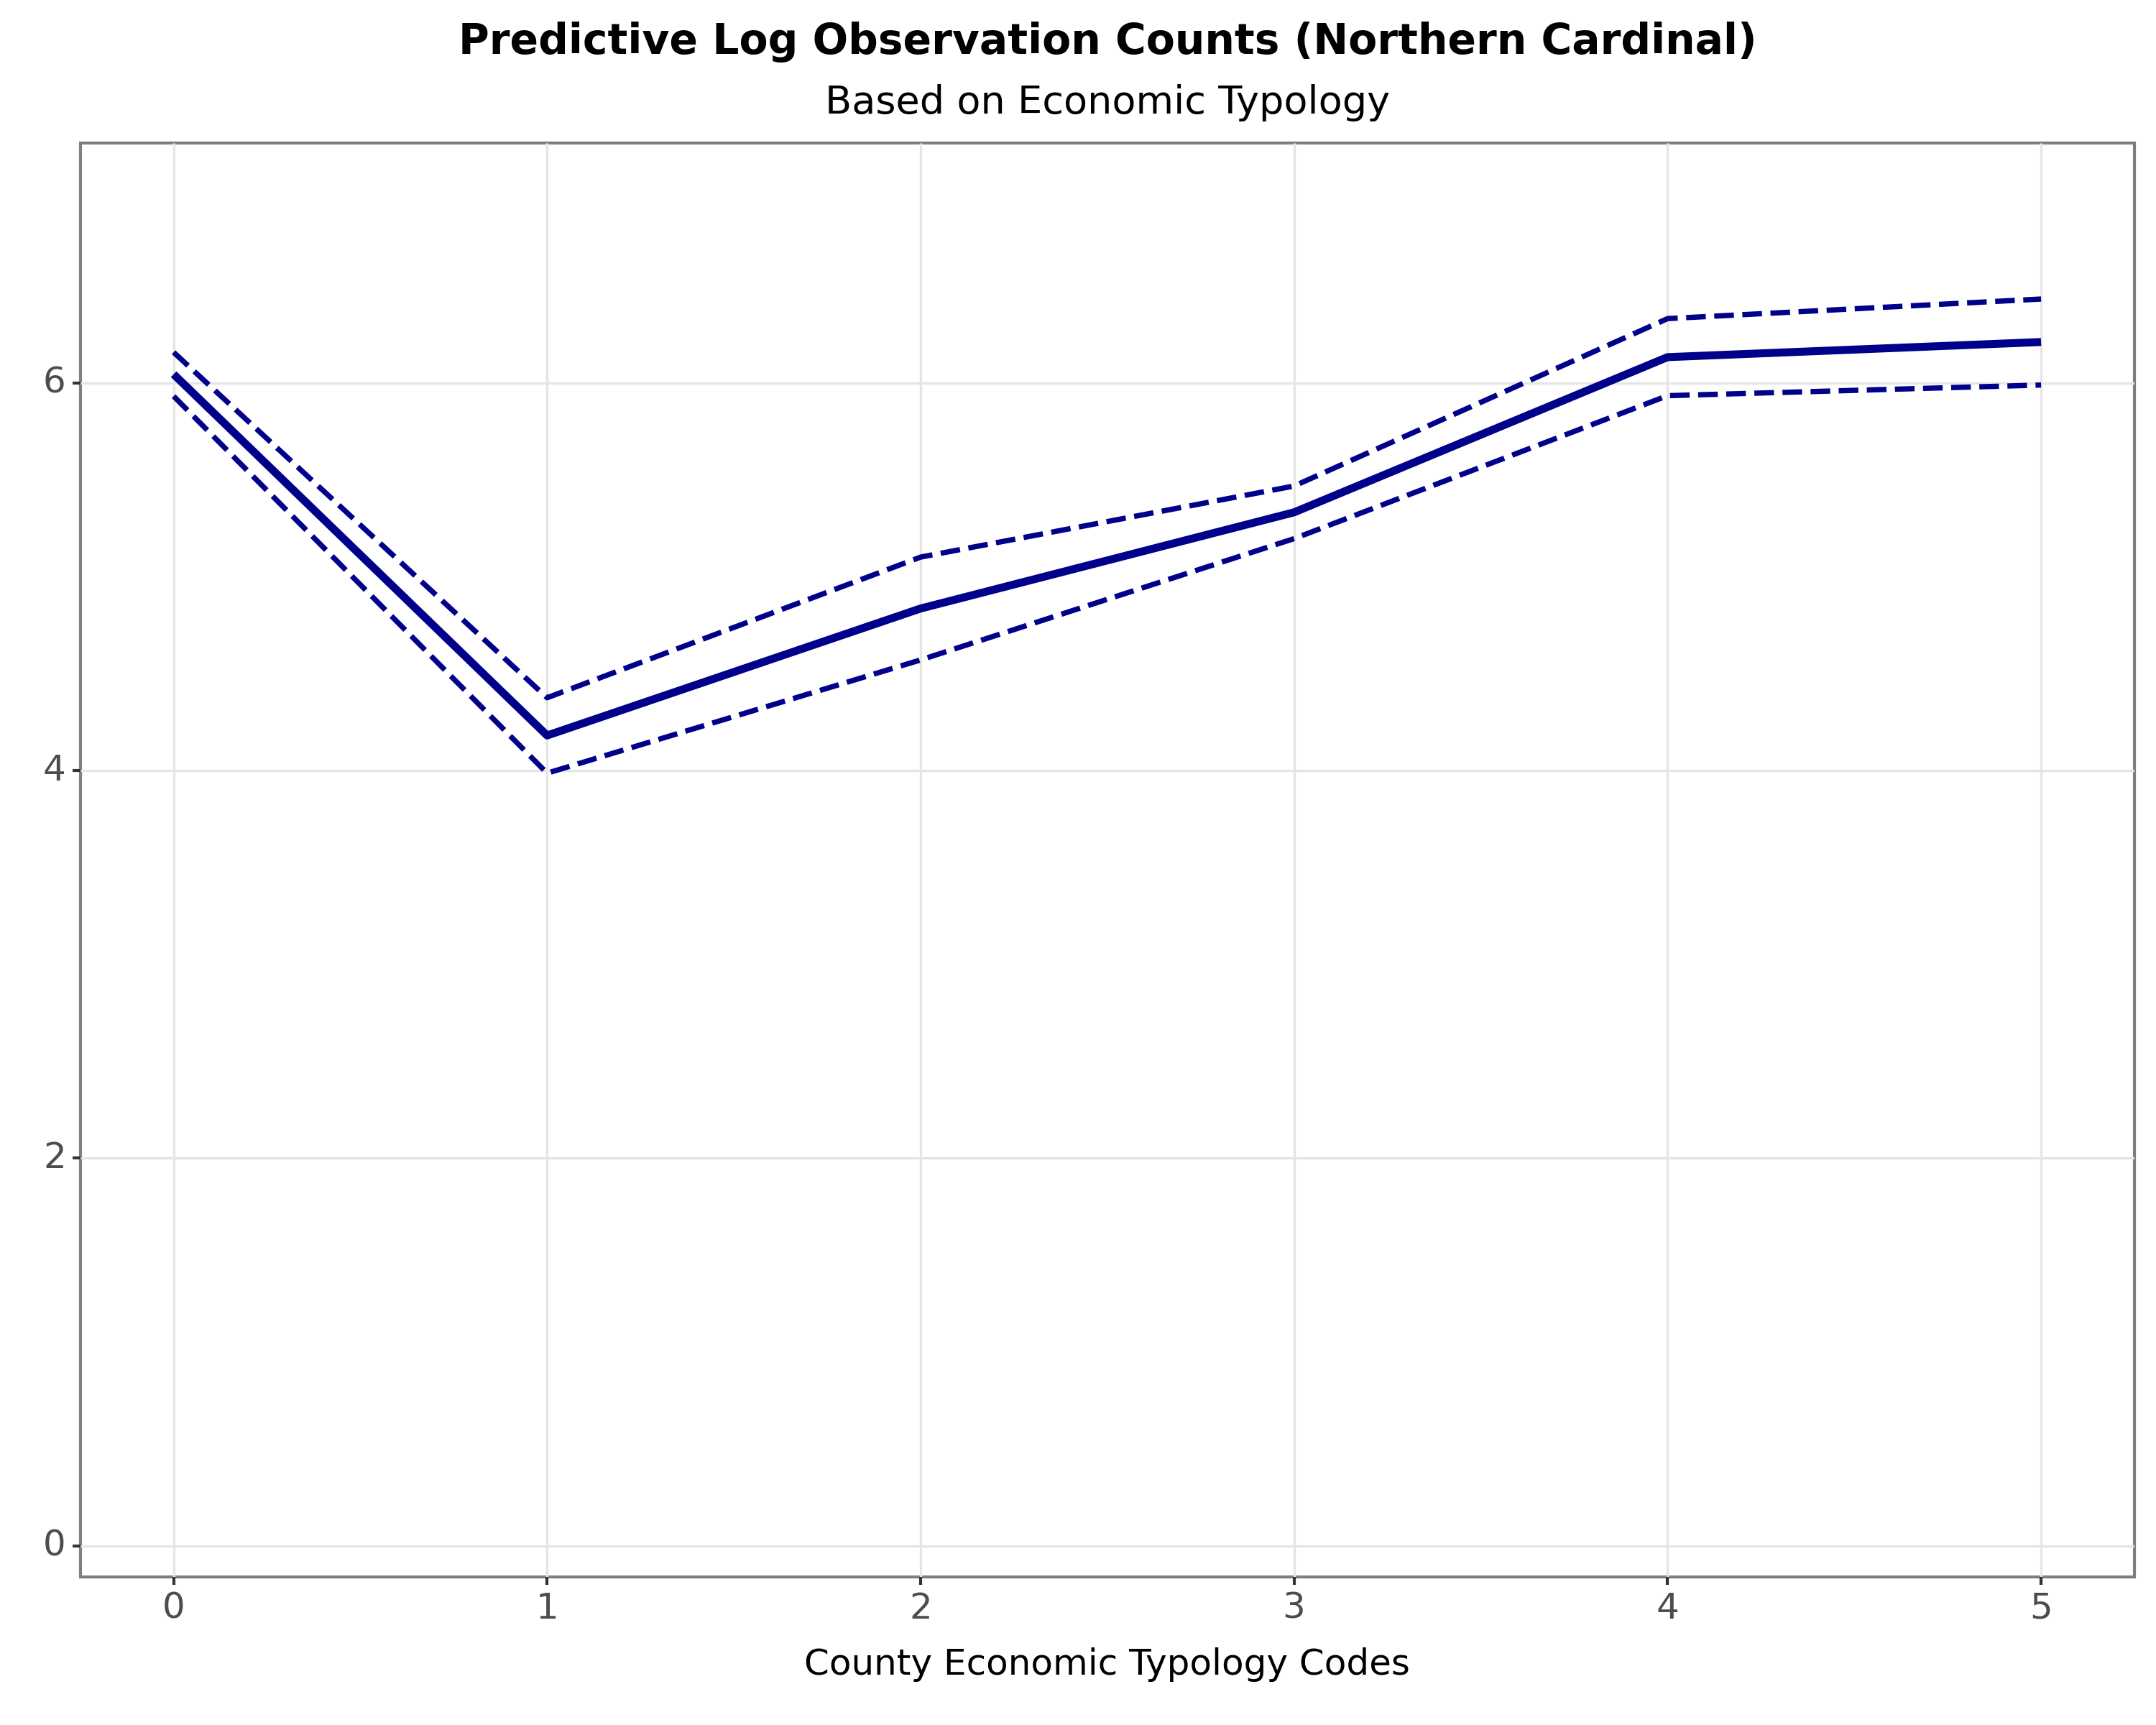 Predictive Log Observation Counts (Northern Cardinal)
Based on Economic Typology
6
4
2
0
0 1 2 3 4 5
County Economic Typology Codes